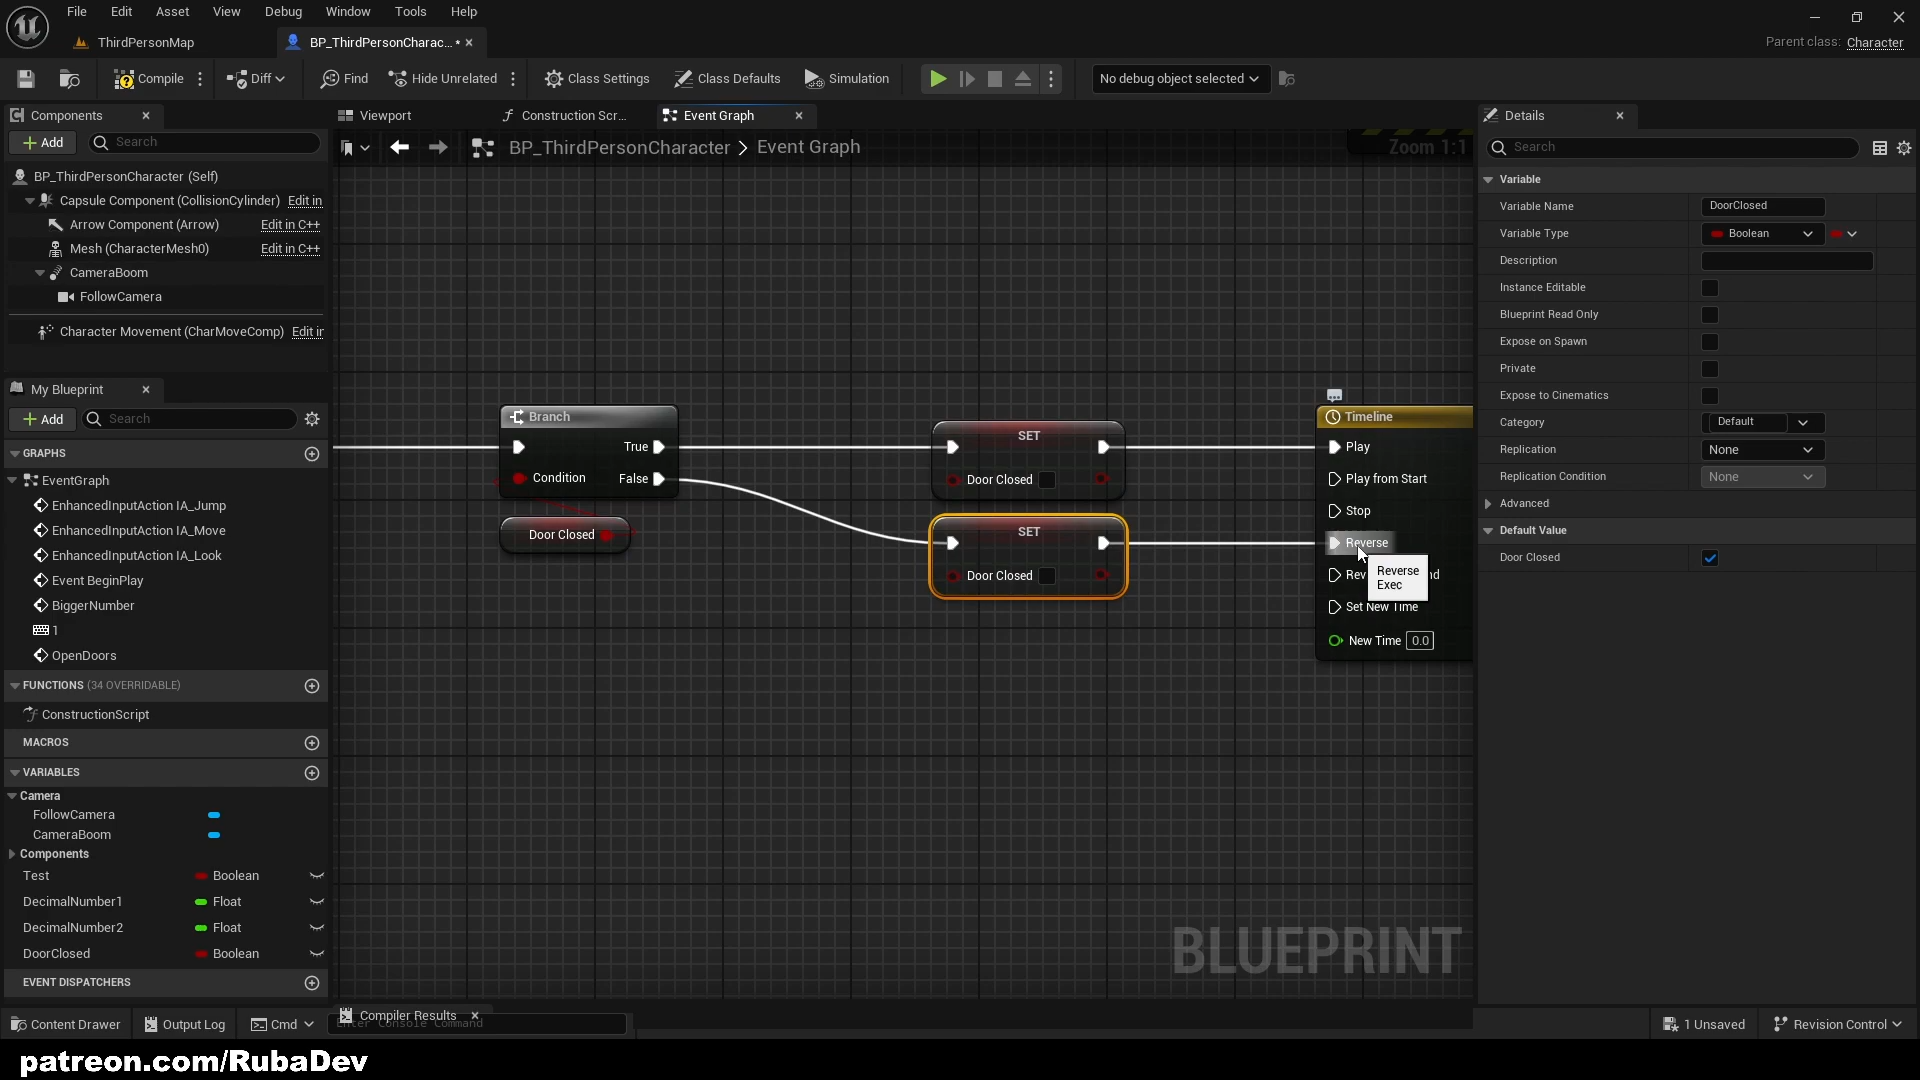 File Edit Asset View Debug Window Tools Help
ThirdPersonMap
BP_ThirdPersonCharac... *
Parent class: Character
Compile
Diff
Find
Hide Unrelated
Class Settings
Class Defaults
Simulation
No debug object selected
Components
Add
Search
BP_ThirdPersonCharacter (Self)
Capsule Component (CollisionCylinder) Edit in
Arrow Component (Arrow) Edit in C++
Mesh (CharacterMesh0) Edit in C++
CameraBoom
FollowCamera
Character Movement (CharMoveComp) Edit in
My Blueprint
Add
Search
GRAPHS
EventGraph
EnhancedInputAction IA_Jump
EnhancedInputAction IA_Move
EnhancedInputAction IA_Look
Event BeginPlay
BiggerNumber
1
OpenDoors
FUNCTIONS (34 OVERRIDABLE)
ConstructionScript
MACROS
VARIABLES
Camera
FollowCamera
CameraBoom
Components
Test Boolean
DecimalNumber1 Float
DecimalNumber2 Float
DoorClosed Boolean
EVENT DISPATCHERS
Viewport
Construction Scr...
Event Graph
BP_ThirdPersonCharacter > Event Graph
Zoom 1:1
Branch
True
Condition
False
Door Closed
SET
Door Closed
SET
Door Closed
Timeline
Play
Play from Start
Stop
Reverse
Rev
nd
Reverse
Exec
Set New Time
New Time 0.0
BLUEPRINT
Details
Search
Variable
Variable Name DoorClosed
Variable Type Boolean
Description
Instance Editable
Blueprint Read Only
Expose on Spawn
Private
Expose to Cinematics
Category Default
Replication None
Replication Condition None
Advanced
Default Value
Door Closed
Compiler Results
Content Drawer
Output Log
Cmd
Enter Console Command
1 Unsaved
Revision Control
patreon.com/RubaDev